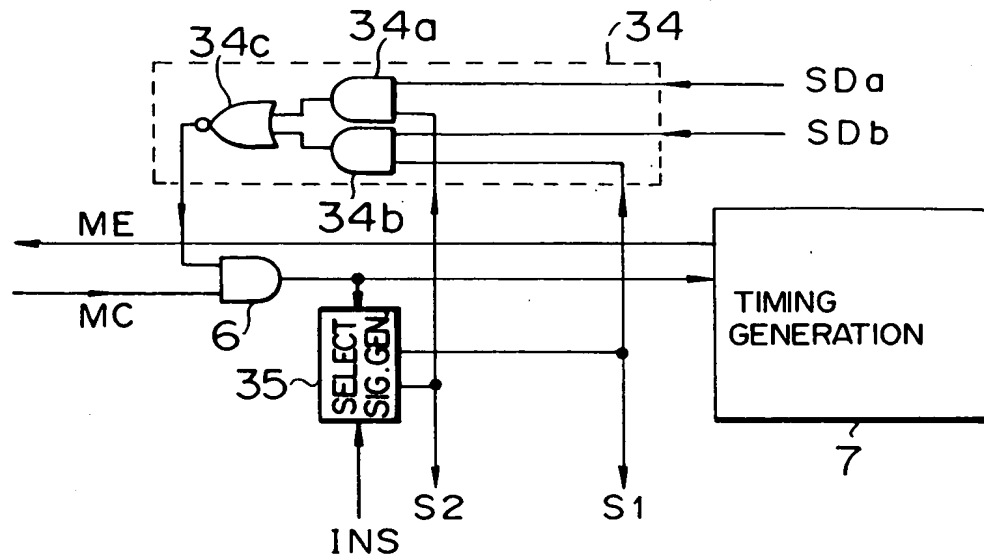 34c
34a
34
SDa
SDb
34b
ME
MC
6
35
SELECT
SIG. GEN.
TIMING
GENERATION
7
S2
S1
INS